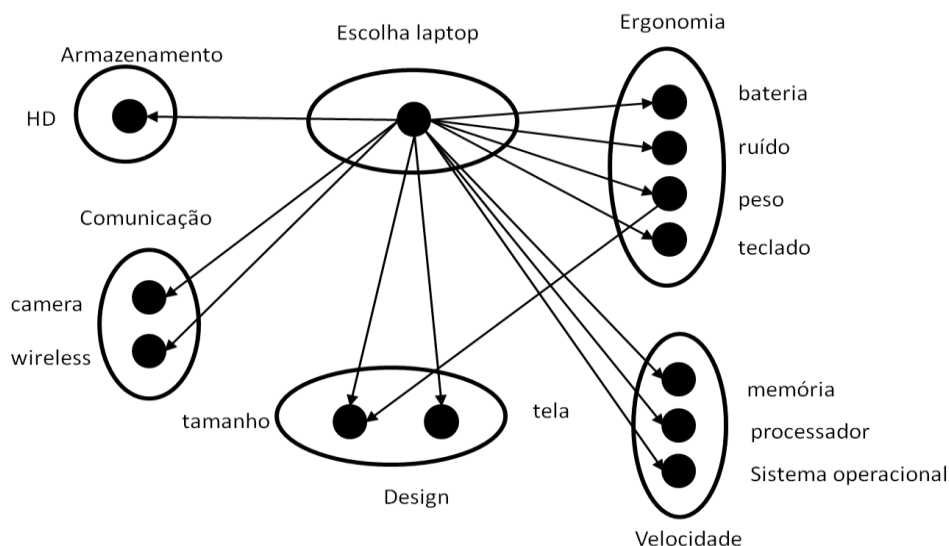 Ergonomia
Escolha laptop
Armazenamento
bateria
HD
ruído
peso
Comunicação
teclado
camera
wireless
memória
tela
tamanho
processador
Sistema operacional
Design
Velocidade